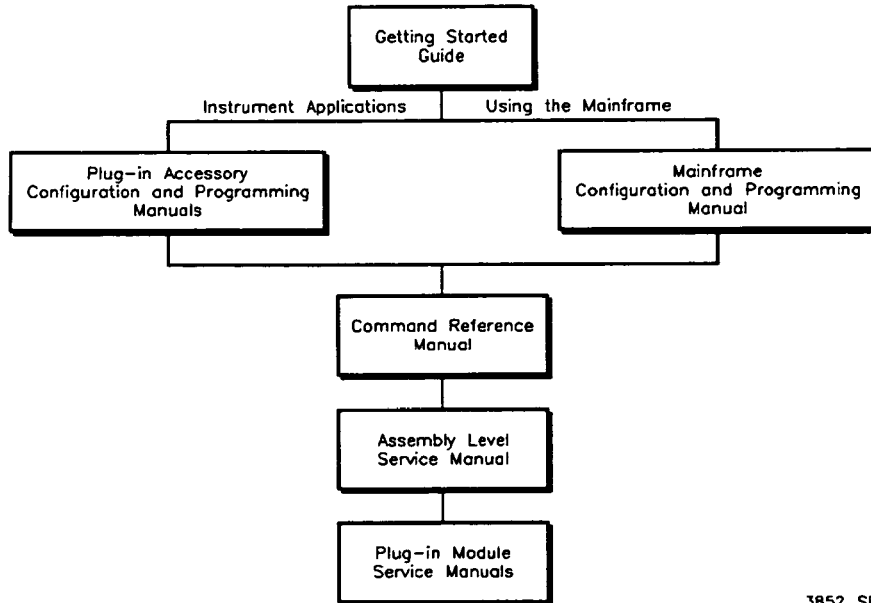 Getting Started
Guide
Instrument Applications
Using the Mainframe
Plug-in Accessory
Configuration and Programming
Manuals
Mainframe
Configuration and Programming
Manual
Command Reference
Manual
Assembly Level
Service Manual
Plug-in Module
Service Manuals
3852